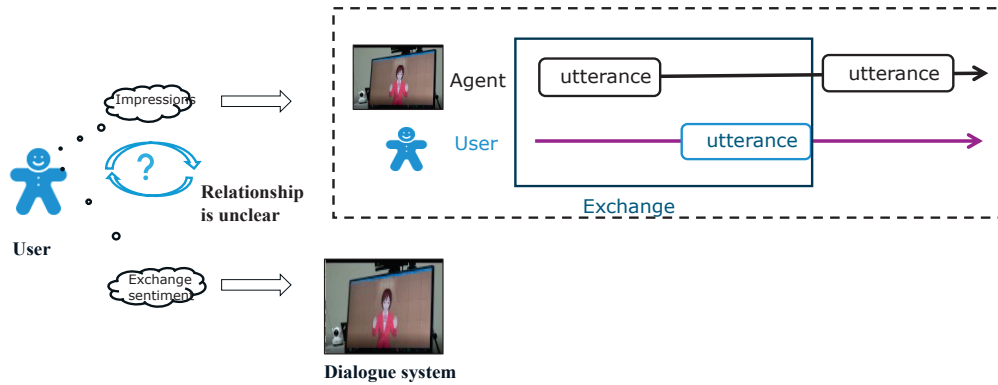 Impressions
Relationship
is unclear
User
Exchange
sentiment
Dialogue system
Agent
utterance
utterance
User
utterance
Exchange
?